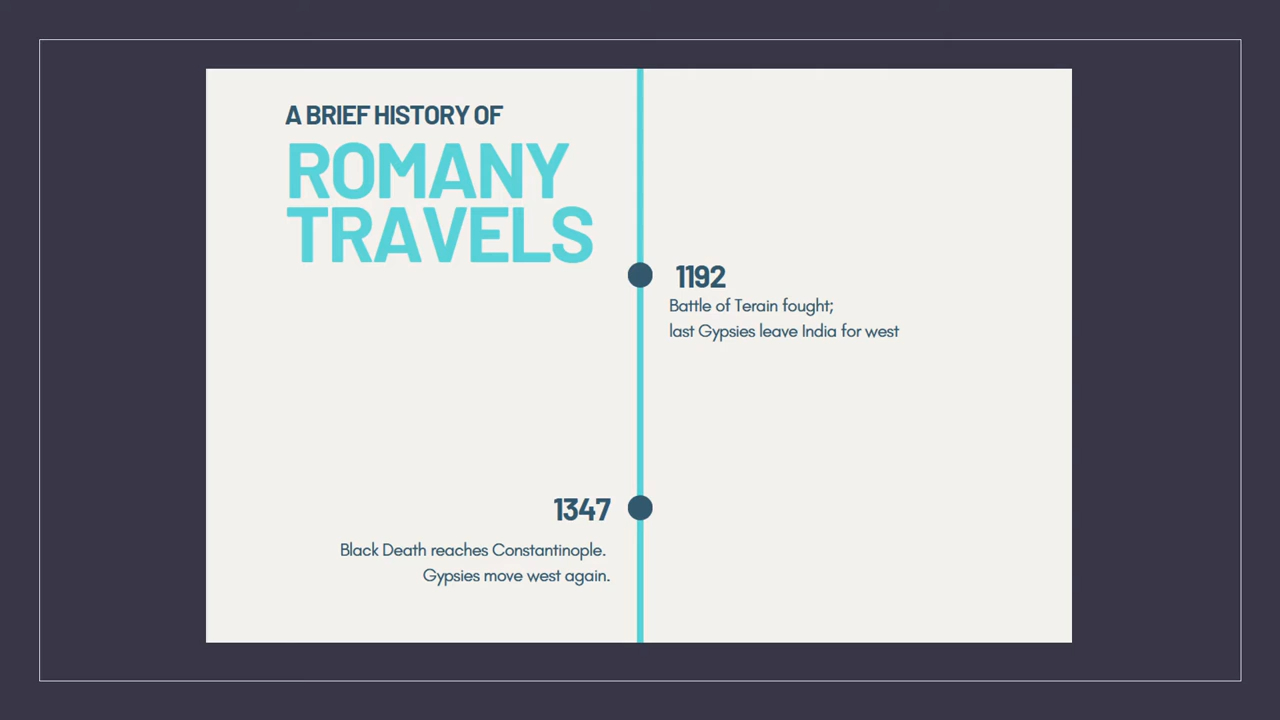 A BRIEF HISTORY OF
ROMANY
TRAVELS
1192
Battle of Terain fought;
last Gypsies leave India for west
1347
Black Death reaches Constantinople.
Gypsies move west again.